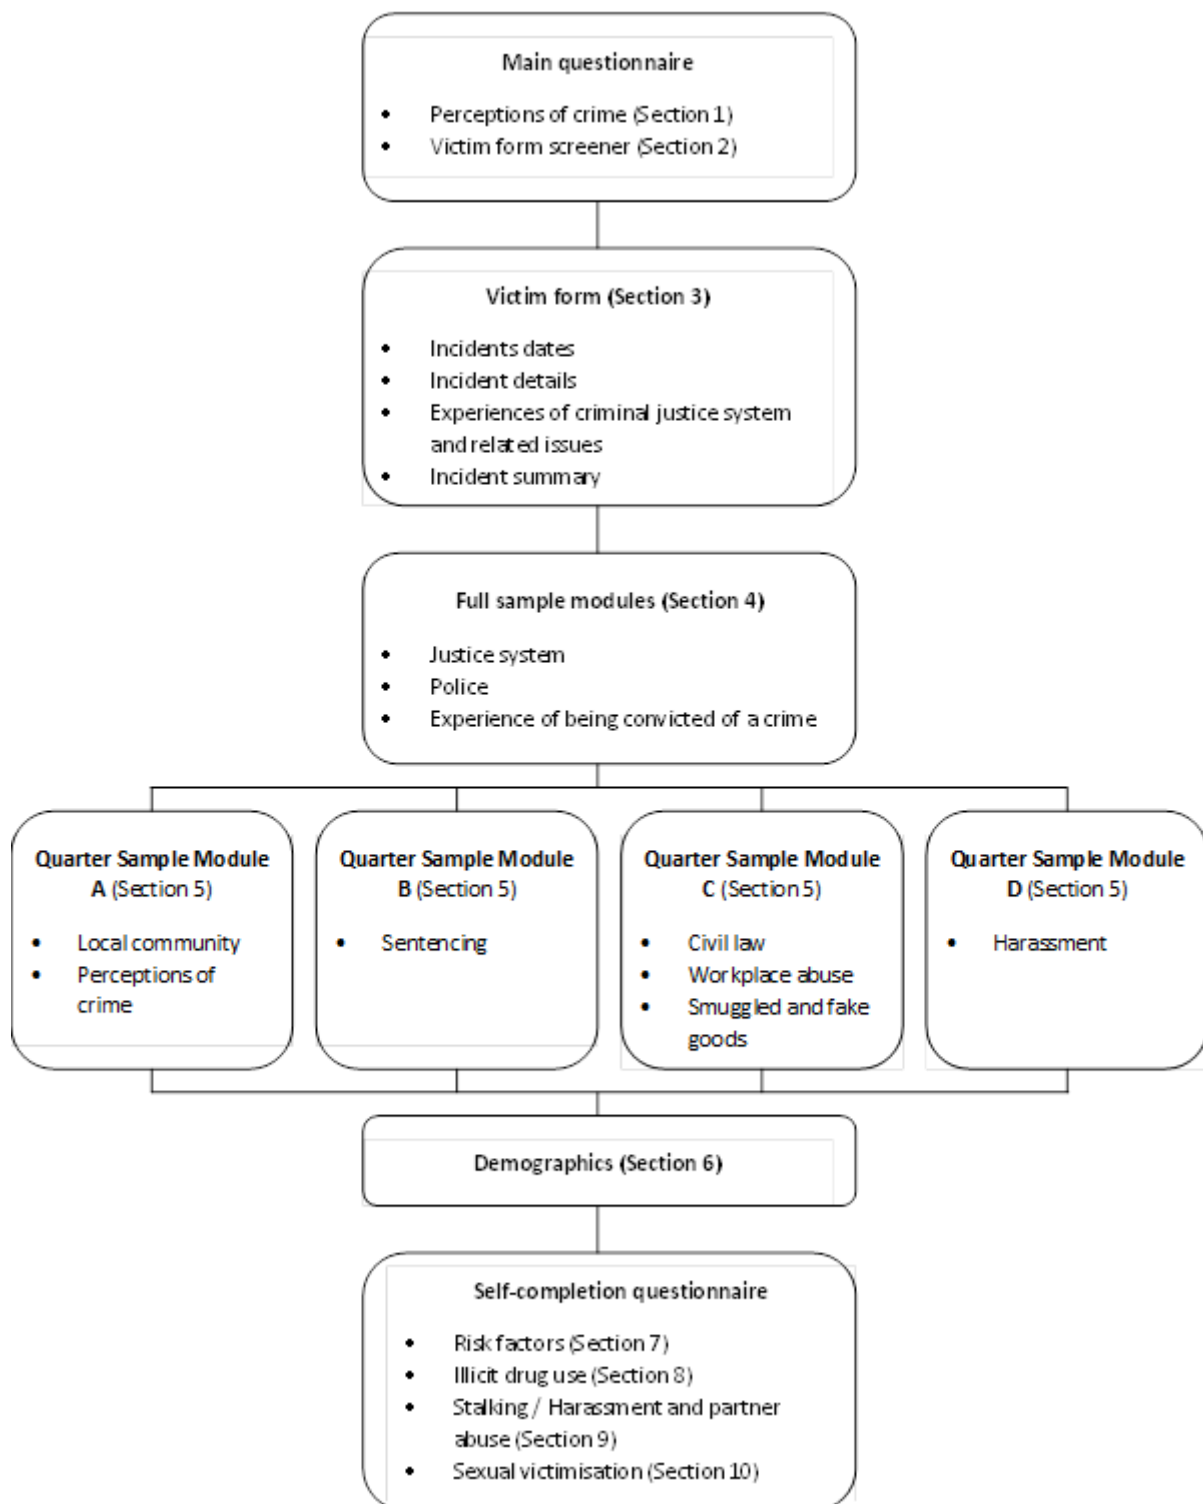 Main questionnaire
• Perceptions of crime (Section 1)
• Victim form screener (Section 2)
Victim form (Section 3)
• Incidents dates
• Incident details
• Experiences of criminal justice system
and related issues
• Incident summary
Full sample modules (Section 4)
• Justice system
• Police
• Experience of being convicted of a crime
Quarter Sample Module
A (Section 5)
• Local community
• Perceptions of
crime
Quarter Sample Module
B (Section 5)
• Sentencing
Quarter Sample Module
C (Section 5)
• Civil law
• Workplace abuse
• Smuggled and fake
goods
Quarter Sample Module
D (Section 5)
• Harassment
Demographics (Section 6)
Self-completion questionnaire
• Risk factors (Section 7)
• Illicit drug use (Section 8)
• Stalking / Harassment and partner
abuse (Section 9)
• Sexual victimisation (Section 10)